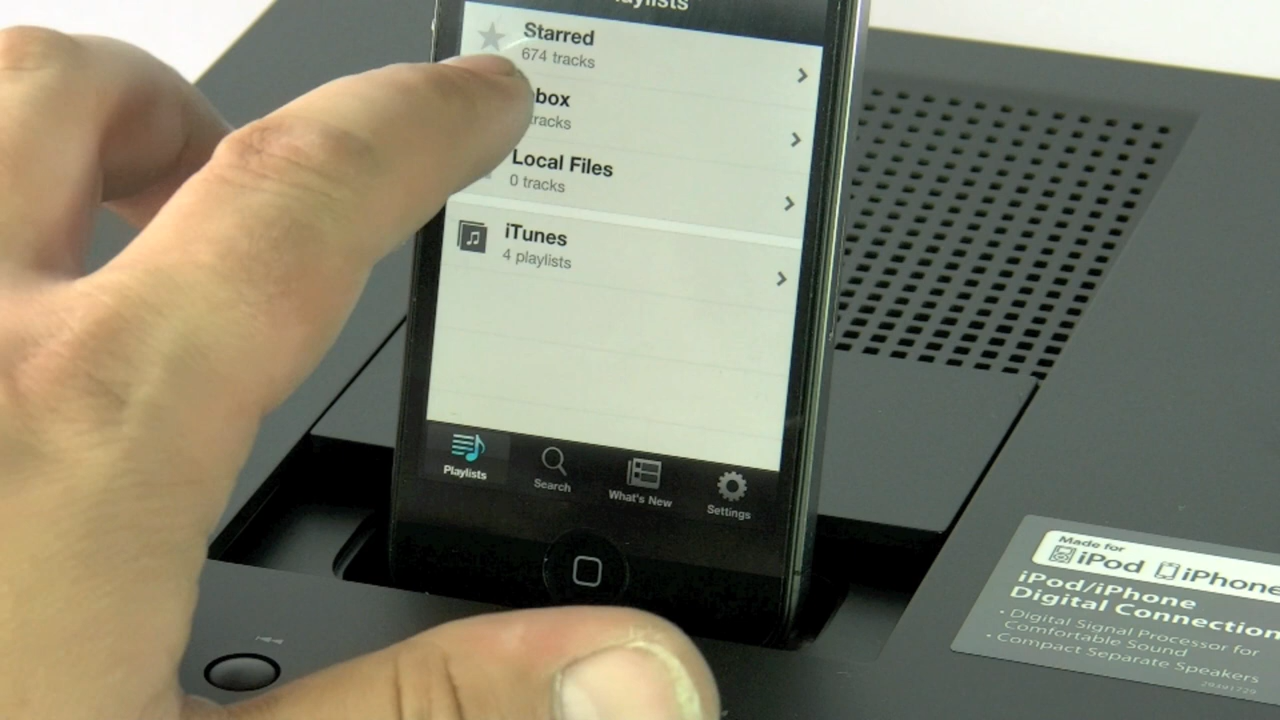 Starred
674 tracks
tracks
Local Files
0 tracks
iTunes
4 playlists
Playlists
Search
What's New
Settings
Made for
iPod iPhone
iPod/iPhone
Digital Connection
• Digital Signal Processor for
Comfortable Sound
• Compact Separate Speakers
29391729